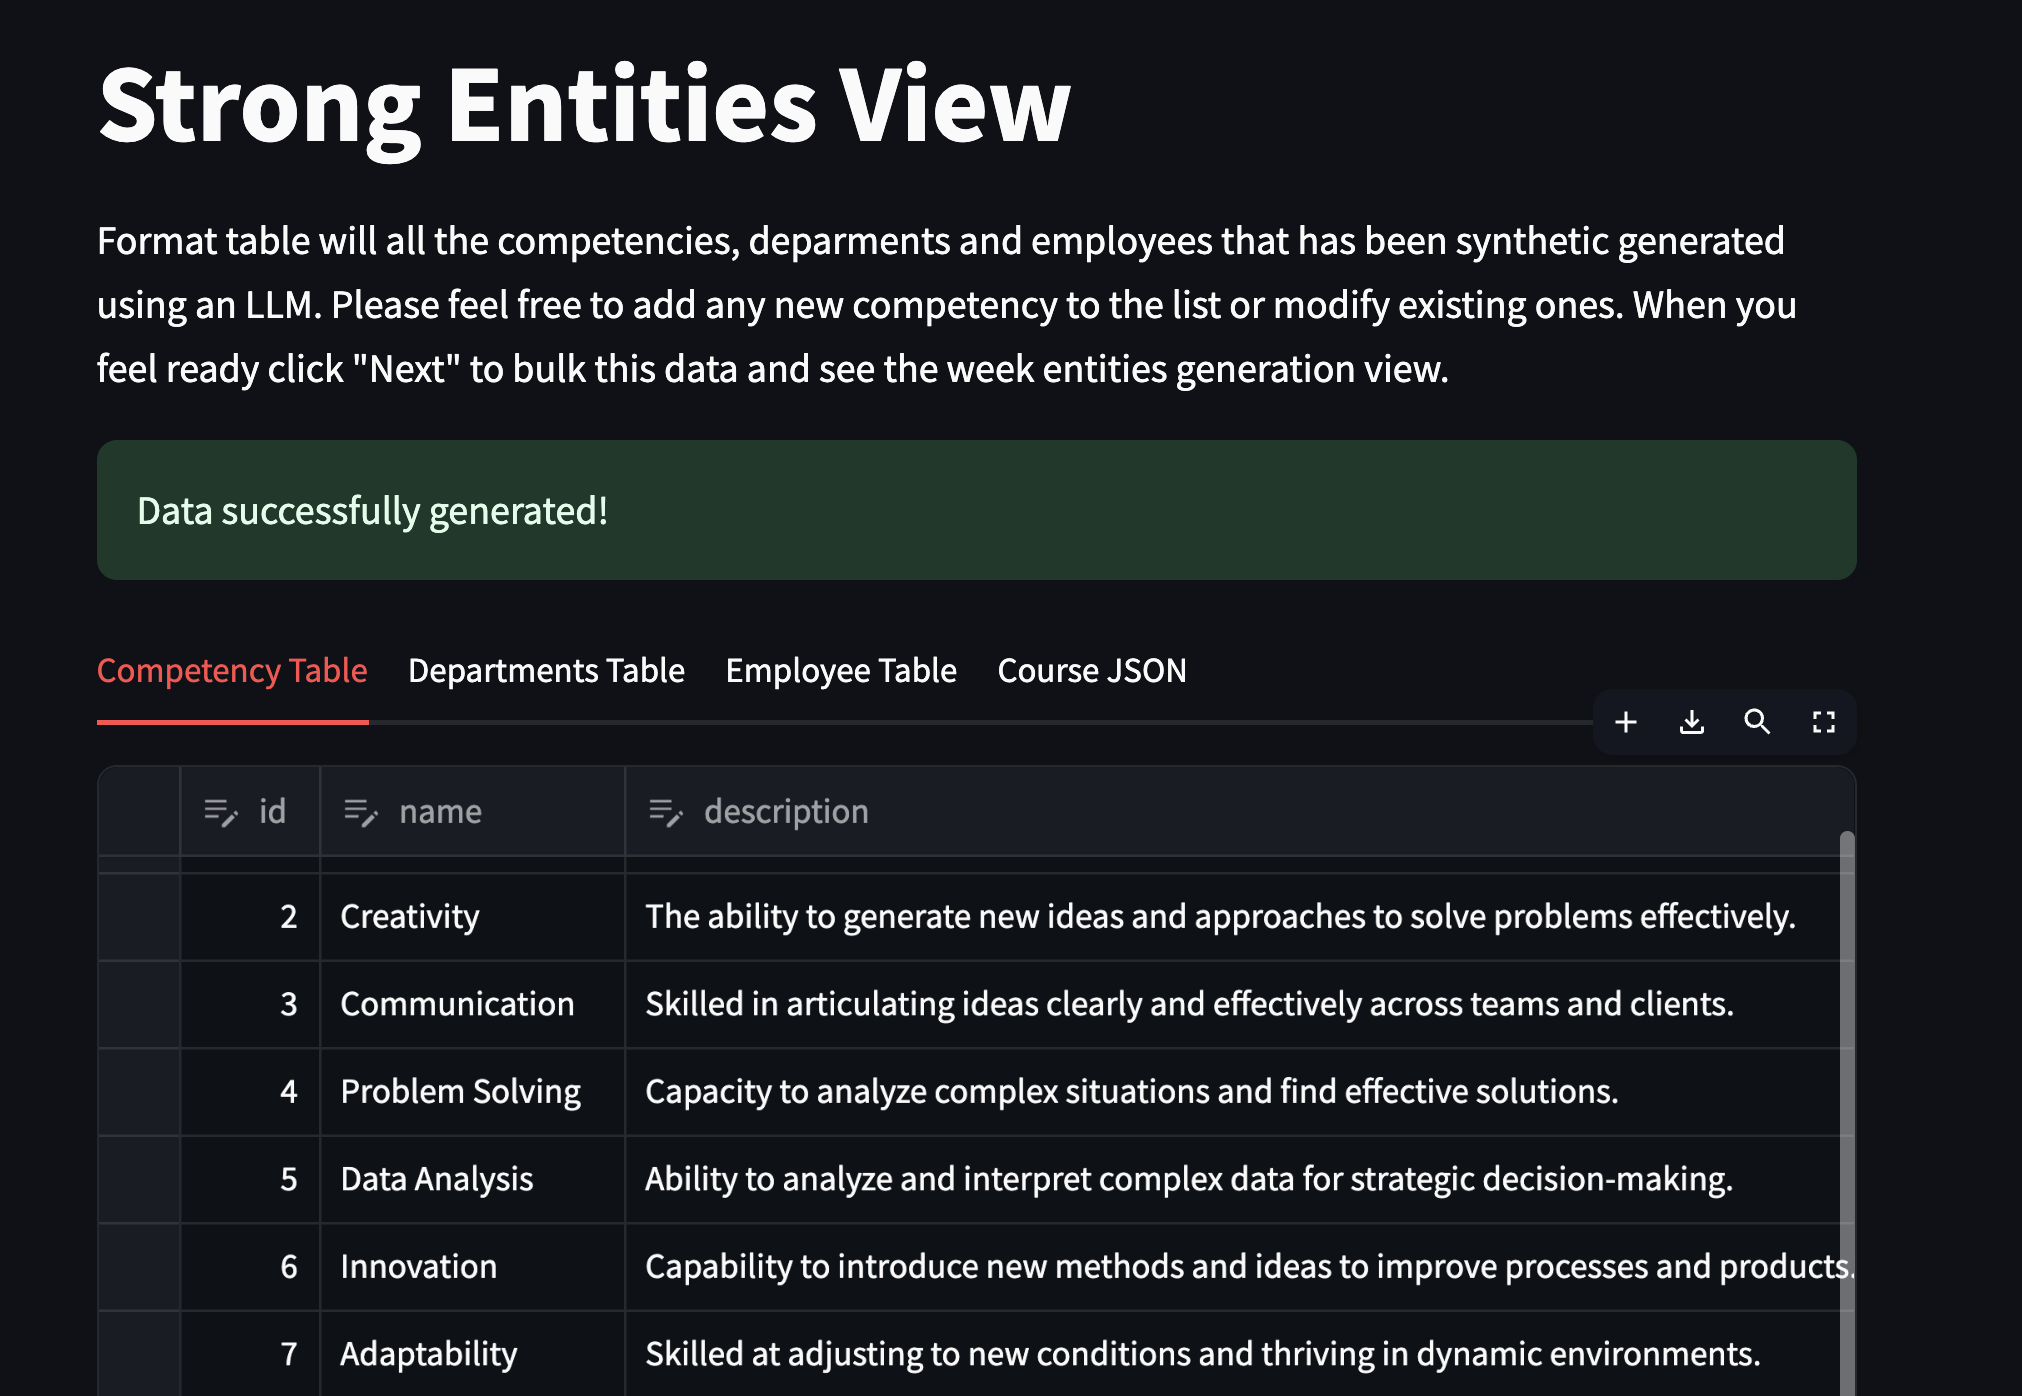 Strong Entities View
Format table will all the competencies, deparments and employees that has been synthetic generated
using an LLM. Please feel free to add any new competency to the list or modify existing ones. When you
feel ready click "Next" to bulk this data and see the week entities generation view.
Data successfully generated!
Competency Table Departments Table Employee Table Course JSON
id name description
2 Creativity The ability to generate new ideas and approaches to solve problems effectively.
3 Communication Skilled in articulating ideas clearly and effectively across teams and clients.
4 Problem Solving Capacity to analyze complex situations and find effective solutions.
5 Data Analysis Ability to analyze and interpret complex data for strategic decision-making.
6 Innovation Capability to introduce new methods and ideas to improve processes and products.
7 Adaptability Skilled at adjusting to new conditions and thriving in dynamic environments.